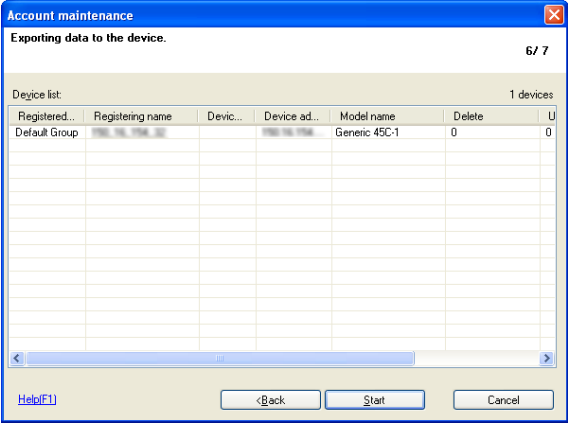 Account maintenance
Exporting data to the device.
6/ 7
Device list:
1 devices
Registered... Registering name Devic... Device ad... Model name Delete U
Default Group Generic 45C-1 0 0
Help(F1) <Back Start Cancel